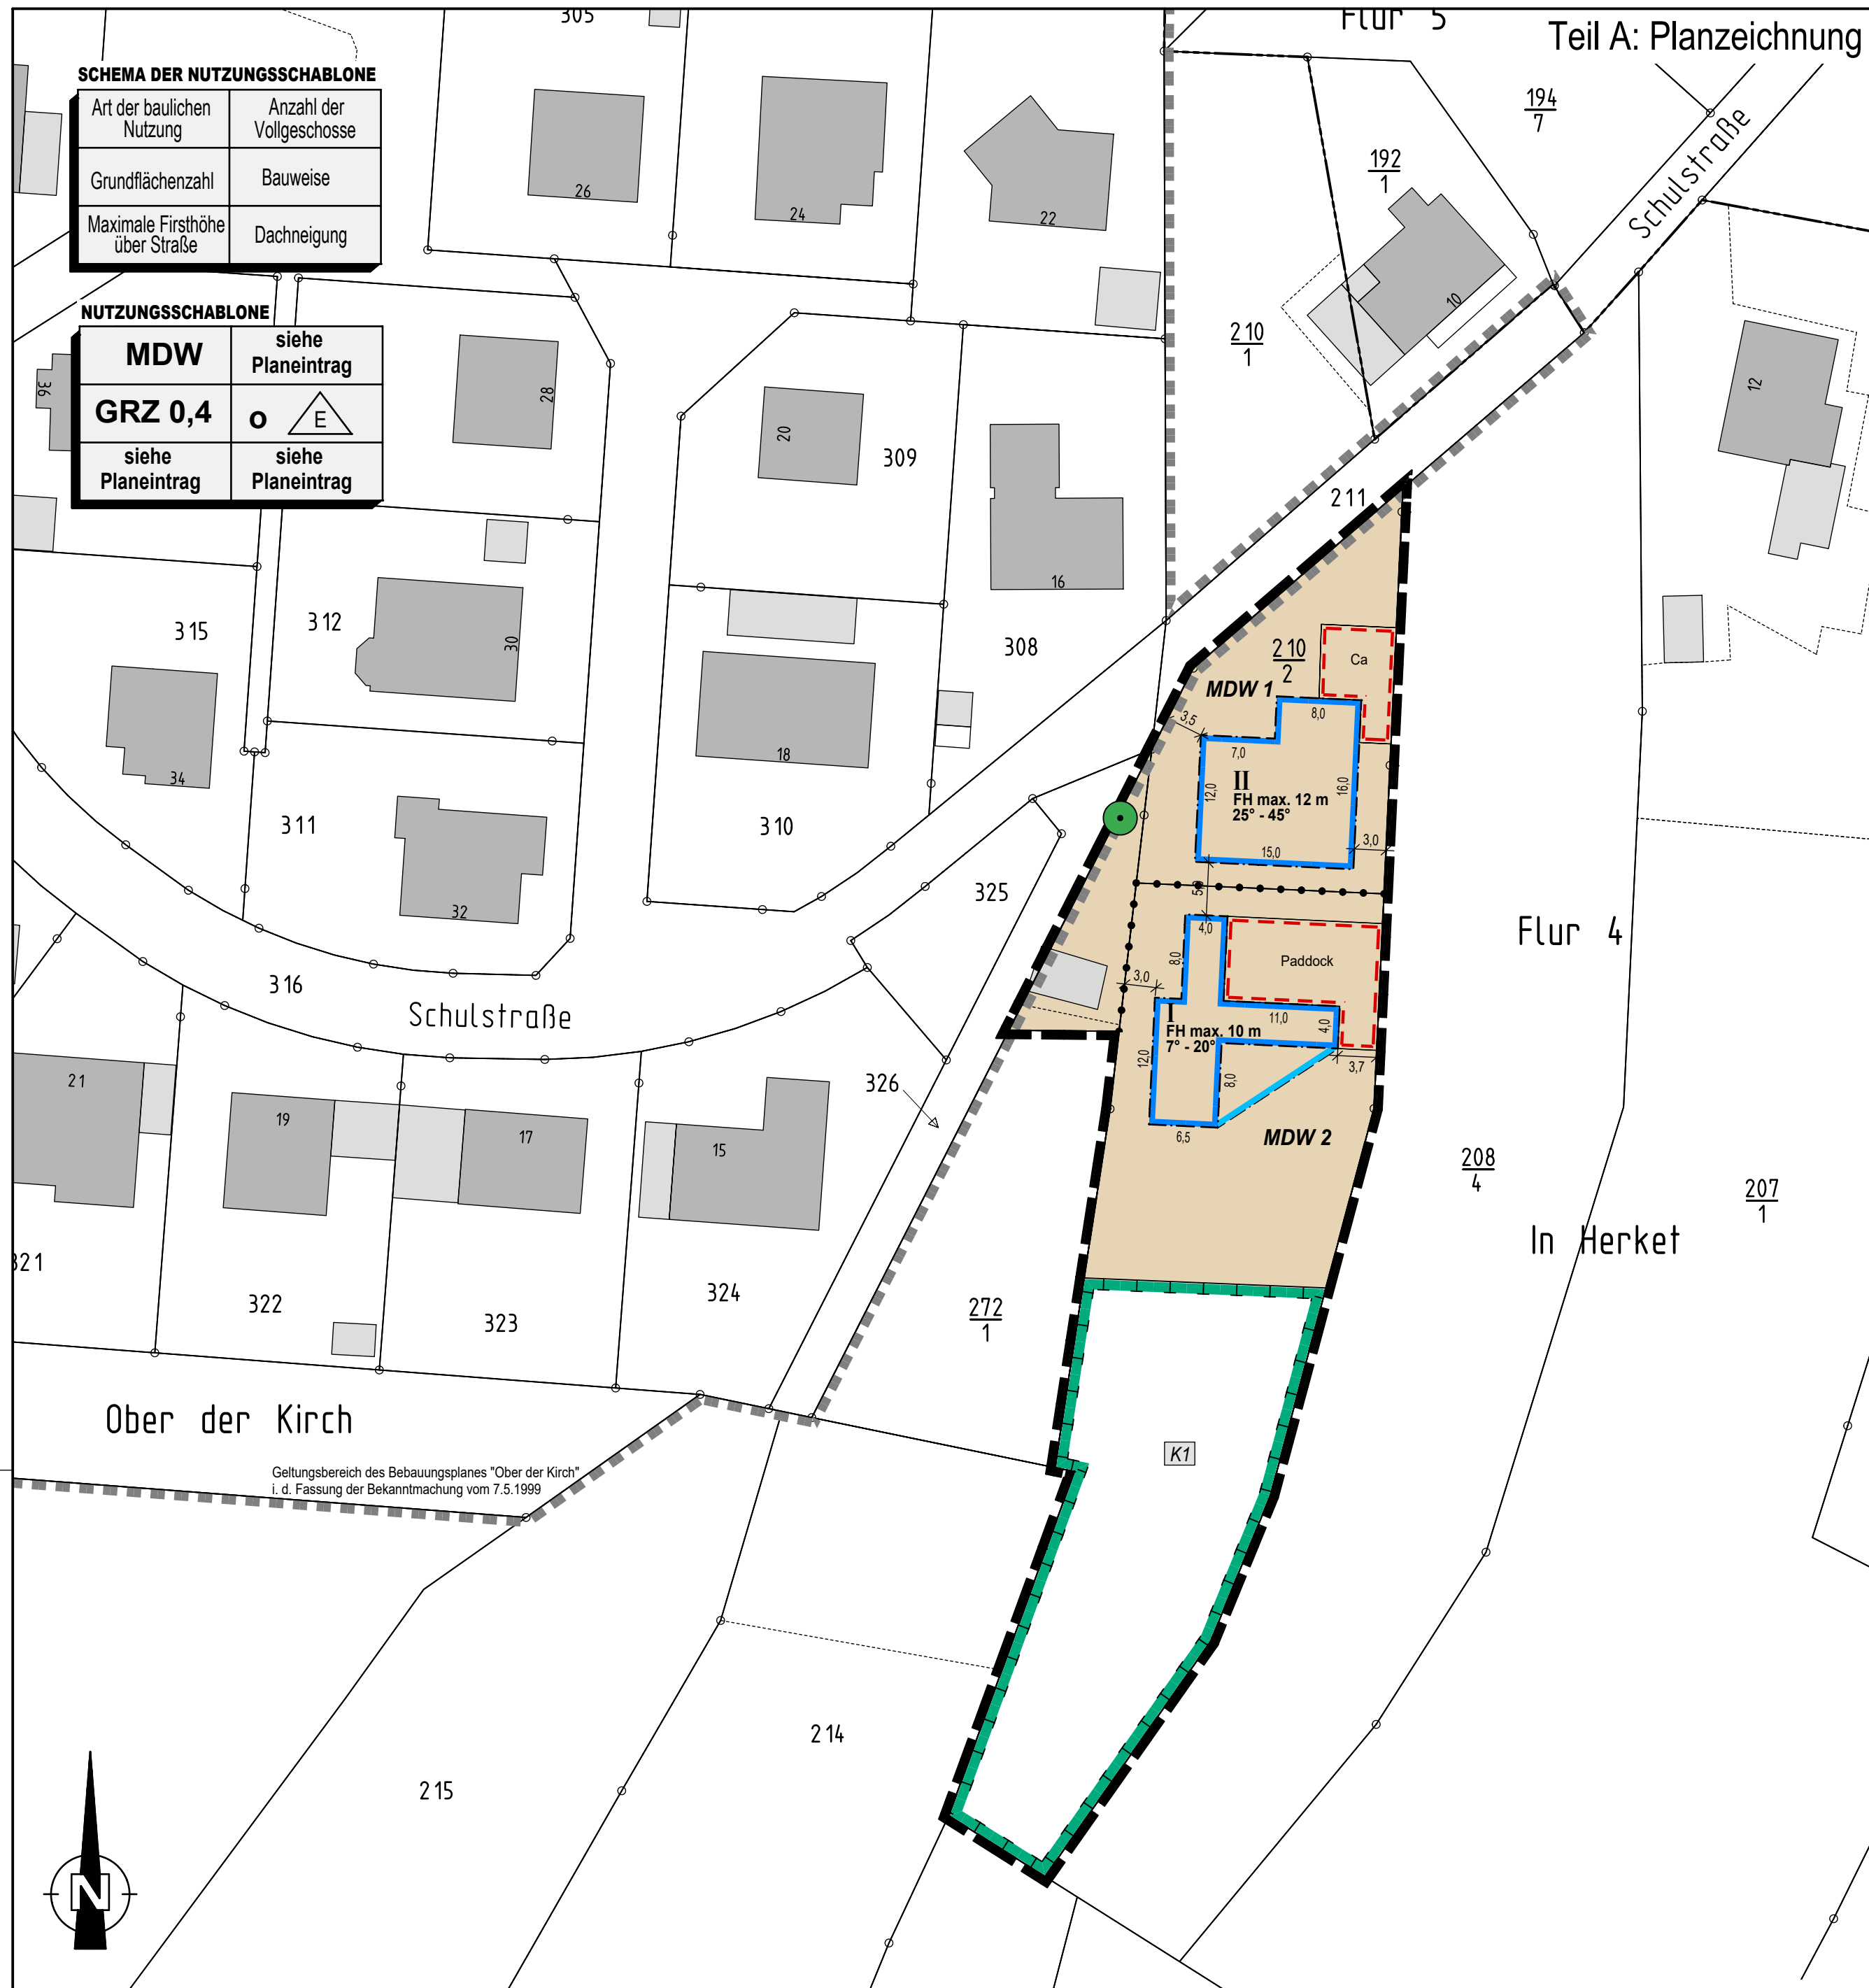 305
Flur 5
Teil A: Planzeichnung
SCHEMA DER NUTZUNGSSCHABLONE
Art der baulichen
Nutzung
Anzahl der
Vollgeschosse
Grundflächenzahl
Bauweise
Maximale Firsthöhe
über Straße
Dachneigung
NUTZUNGSSCHABLONE
MDW
siehe
Planeintrag
GRZ 0,4
o
E
siehe
Planeintrag
siehe
Planeintrag
26
24
22
194
7
192
1
Schulstraße
10
210
1
12
36
28
20
309
211
16
315
312
30
308
210
2
Ca
MDW 1
34
18
3,5
8,0
7,0
12,0
II
FH max. 12 m
25° - 45°
16,0
15,0
3,0
311
310
32
325
5,0
4,0
8,0
Paddock
Flur 4
316
Schulstraße
3,0
I
FH max. 10 m
7° - 20°
11,0
4,0
12,0
8,0
3,7
6,5
MDW 2
326
21
19
17
15
208
4
207
1
In Herket
321
322
323
324
272
1
Ober der Kirch
K1
Geltungsbereich des Bebauungsplanes "Ober der Kirch"
i. d. Fassung der Bekanntmachung vom 7.5.1999
214
215
N